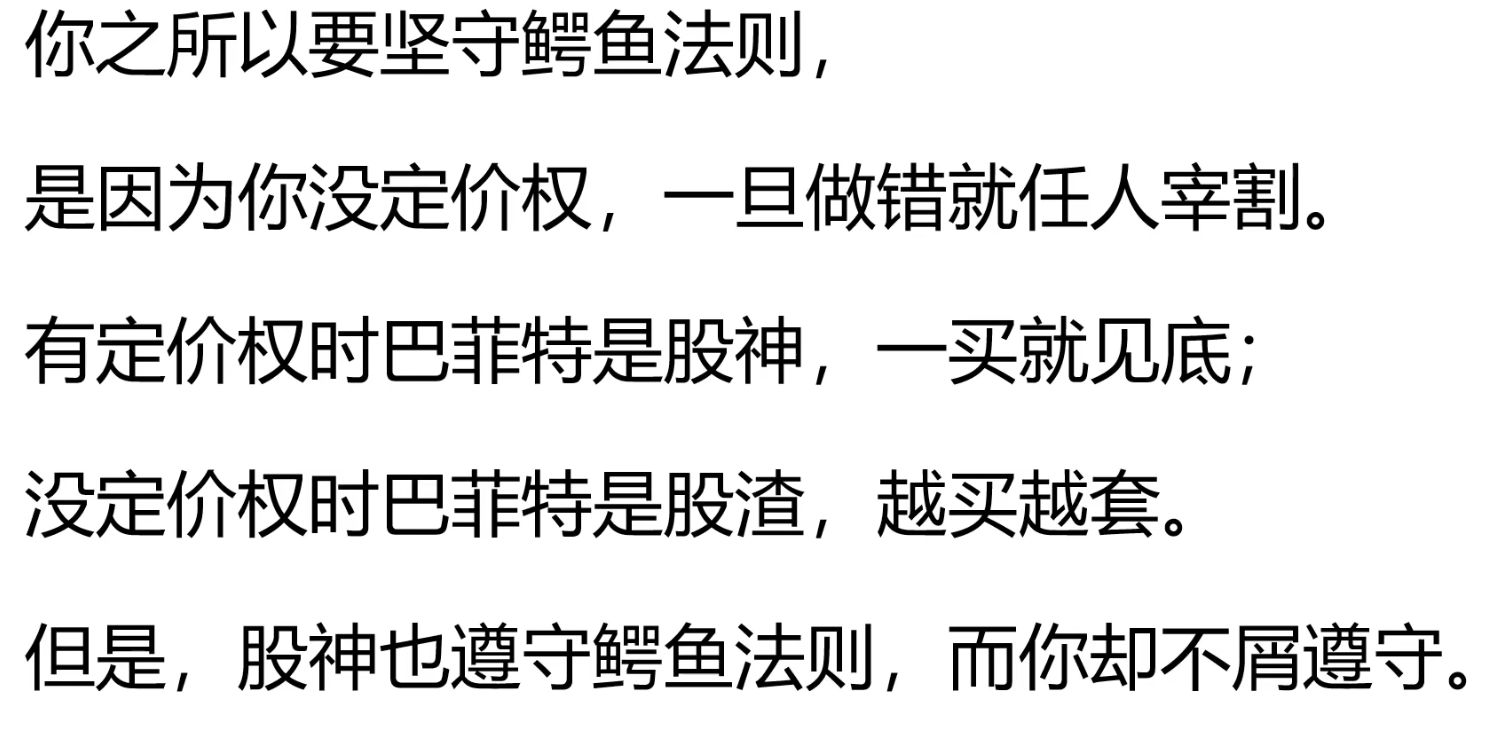 你之所以要坚守鳄鱼法则，
是因为你没定价权，一旦做错就任人宰割。
有定价权时巴菲特是股神，一买就见底；
没定价权时巴菲特是股渣，越买越套。
但是，股神也遵守鳄鱼法则，而你却不屑遵守。